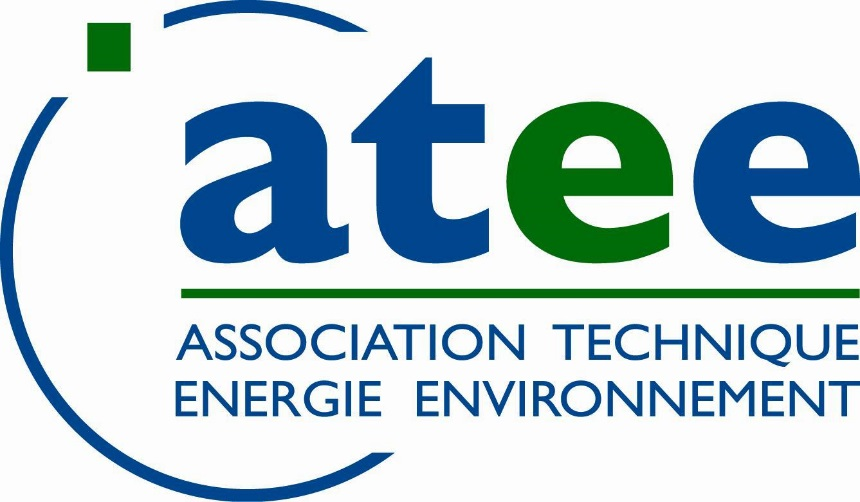 atee
ASSOCIATION TECHNIQUE
ENERGIE ENVIRONNEMENT